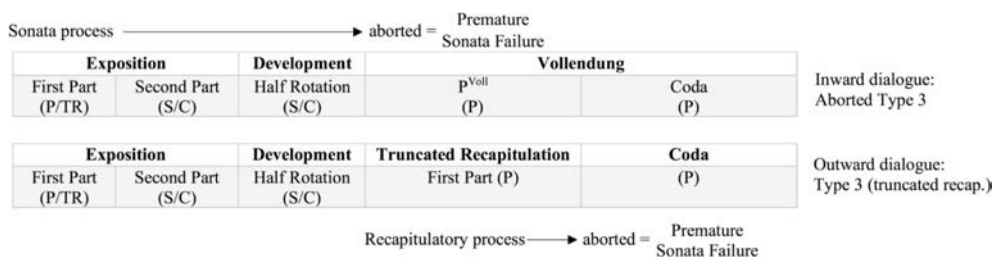 Sonata process → aborted = Premature
Sonata Failure
Exposition Development Vollendung
First Part Second Part Half Rotation P^Voll Coda
(P/TR) (S/C) (S/C) (P) (P)
Inward dialogue:
Aborted Type 3
Exposition Development Truncated Recapitulation Coda
First Part Second Part Half Rotation First Part (P) (P)
(P/TR) (S/C) (S/C)
Outward dialogue:
Type 3 (truncated recap.)
Recapitulatory process → aborted = Premature
Sonata Failure